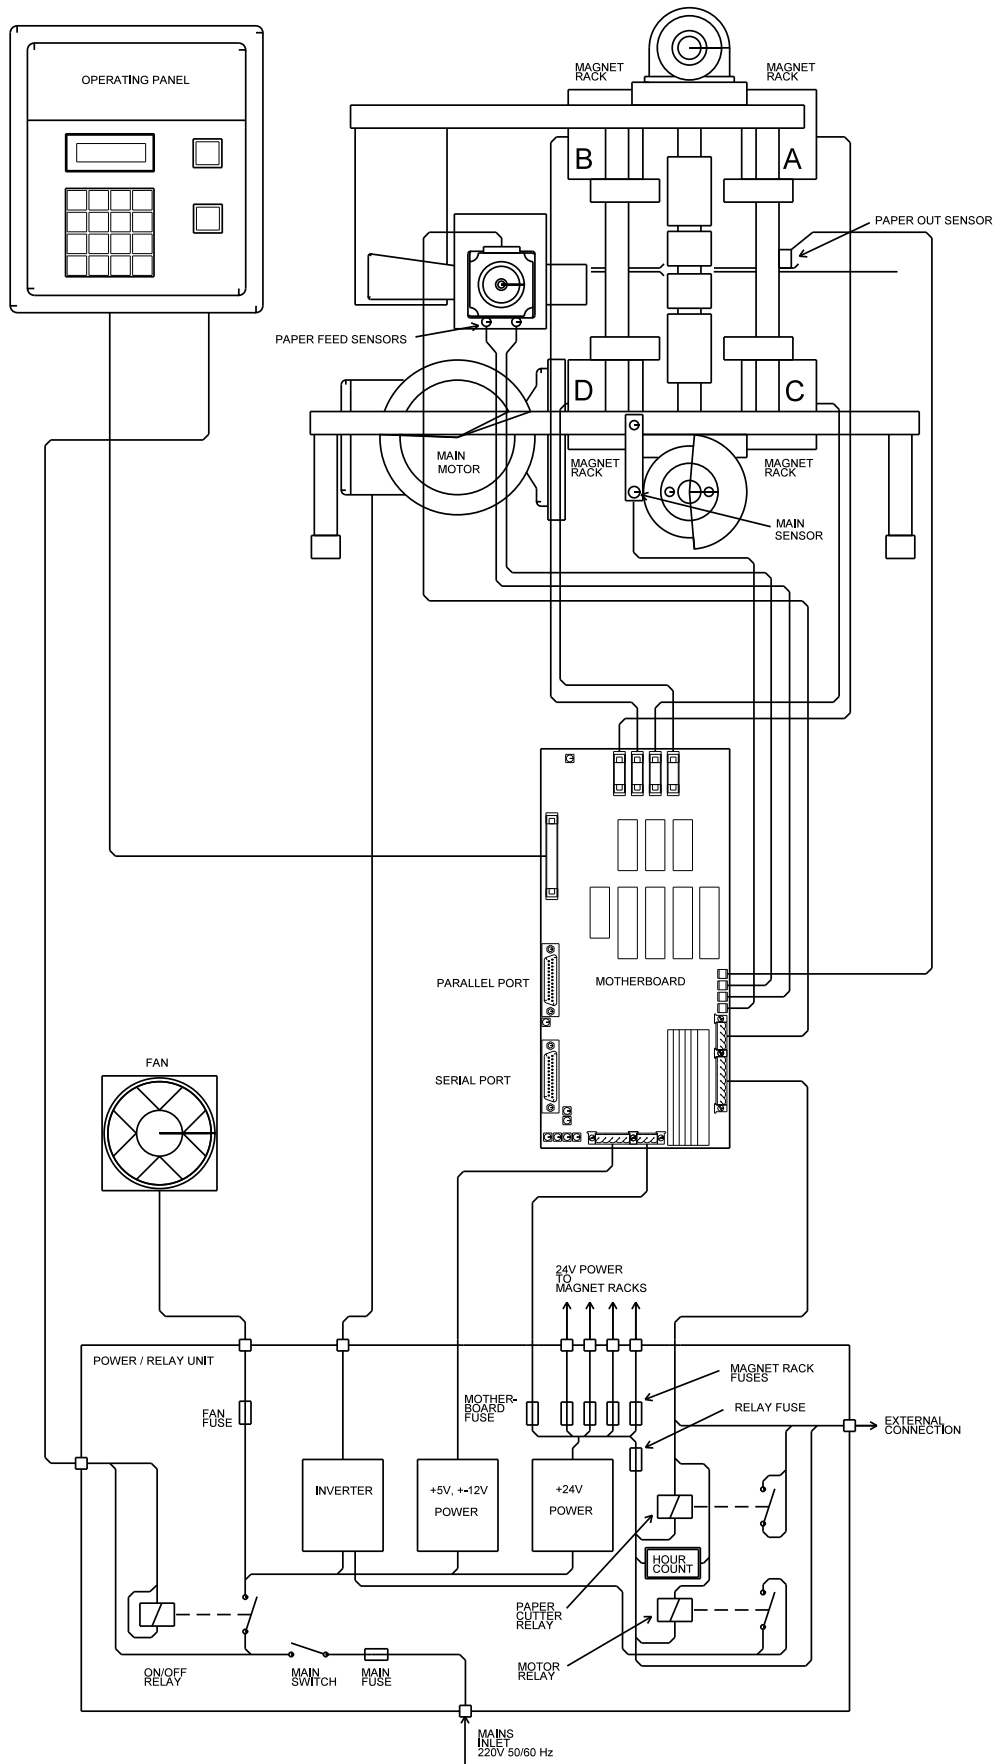 OPERATING PANEL
MAGNET
RACK
MAGNET
RACK
B
A
PAPER OUT SENSOR
PAPER FEED SENSORS
D
C
MAIN
MOTOR
MAGNET
RACK
MAGNET
RACK
MAIN
SENSOR
PARALLEL PORT
MOTHERBOARD
FAN
SERIAL PORT
24V POWER
TO
MAGNET RACKS
POWER / RELAY UNIT
MAGNET RACK
FUSES
FAN
FUSE
MOTHER-
BOARD
FUSE
RELAY FUSE
EXTERNAL
CONNECTION
INVERTER
+5V, +-12V
POWER
+24V
POWER
HOUR
COUNT
PAPER
CUTTER
RELAY
ON/OFF
RELAY
MAIN
SWITCH
MAIN
FUSE
MOTOR
RELAY
MAINS
INLET
220V 50/60 Hz